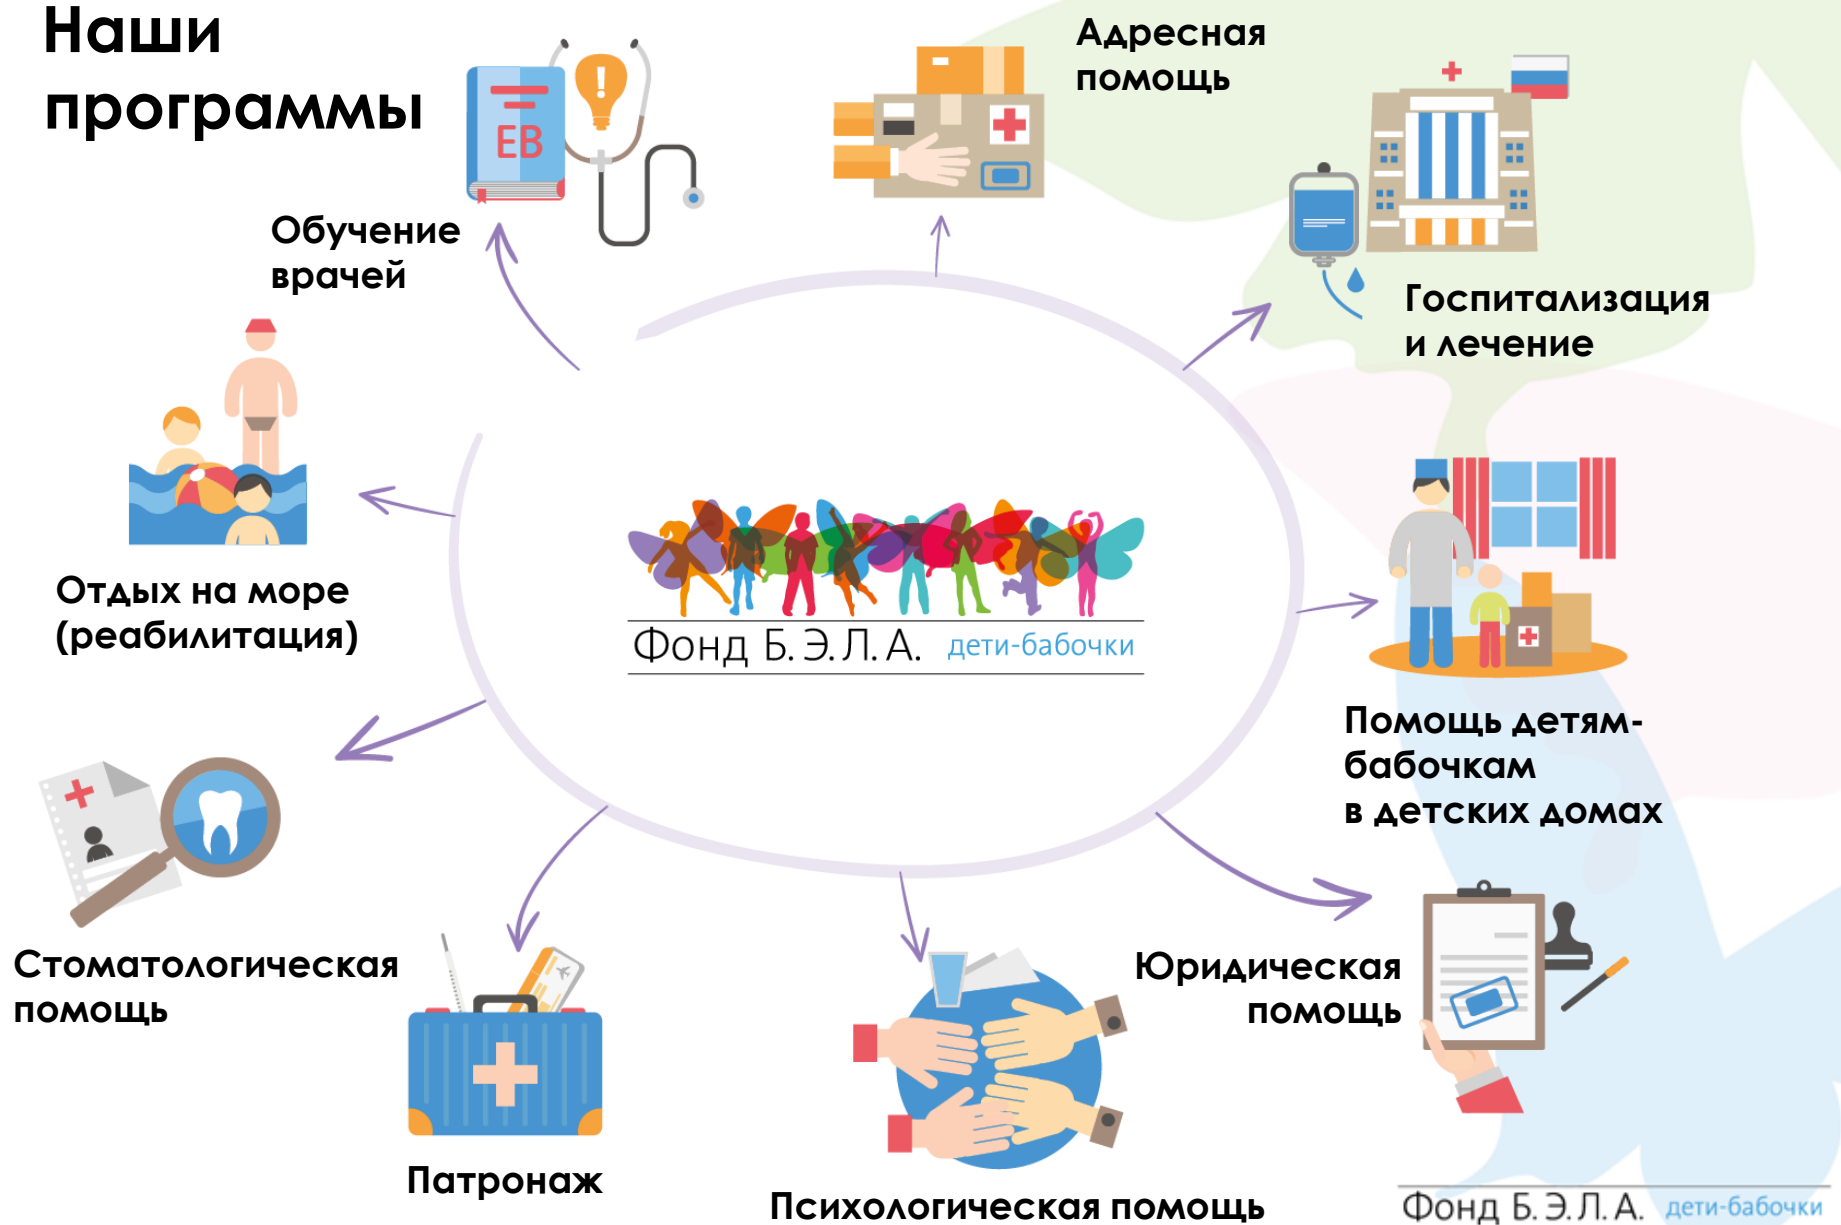 Наши
программы
EB
Обучение
врачей
Адресная
помощь
Госпитализация
и лечение
Отдых на море
(реабилитация)
Фонд Б. Э. Л. А. дети-бабочки
Помощь детям-
бабочкам
в детских домах
Стоматологическая
помощь
Юридическая
помощь
Патронаж
Психологическая помощь
Фонд Б. Э. Л. А. дети-бабочки